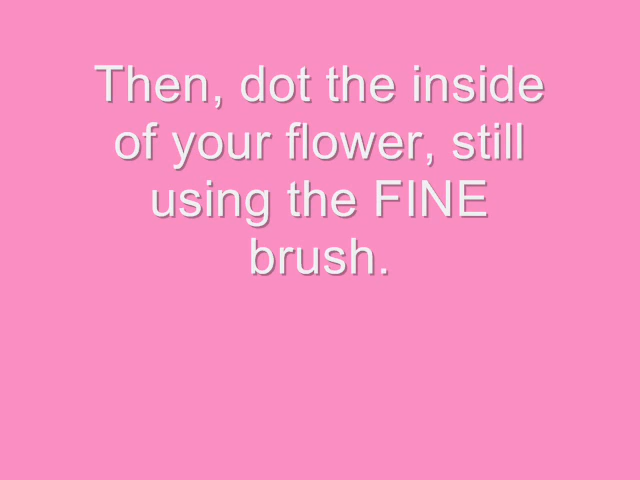 Then, dot the inside
of your flower, still
using the FINE
brush.